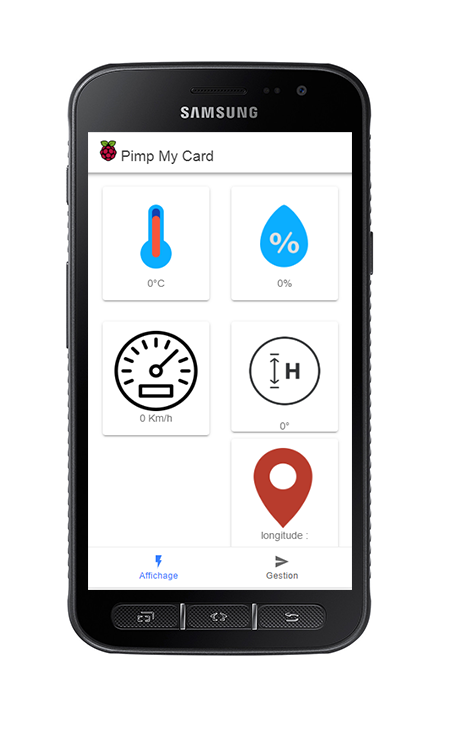 SAMSUNG
Pimp My Card
%
0°C
0%
H
0 Km/h
0°
longitude :
Affichage
Gestion